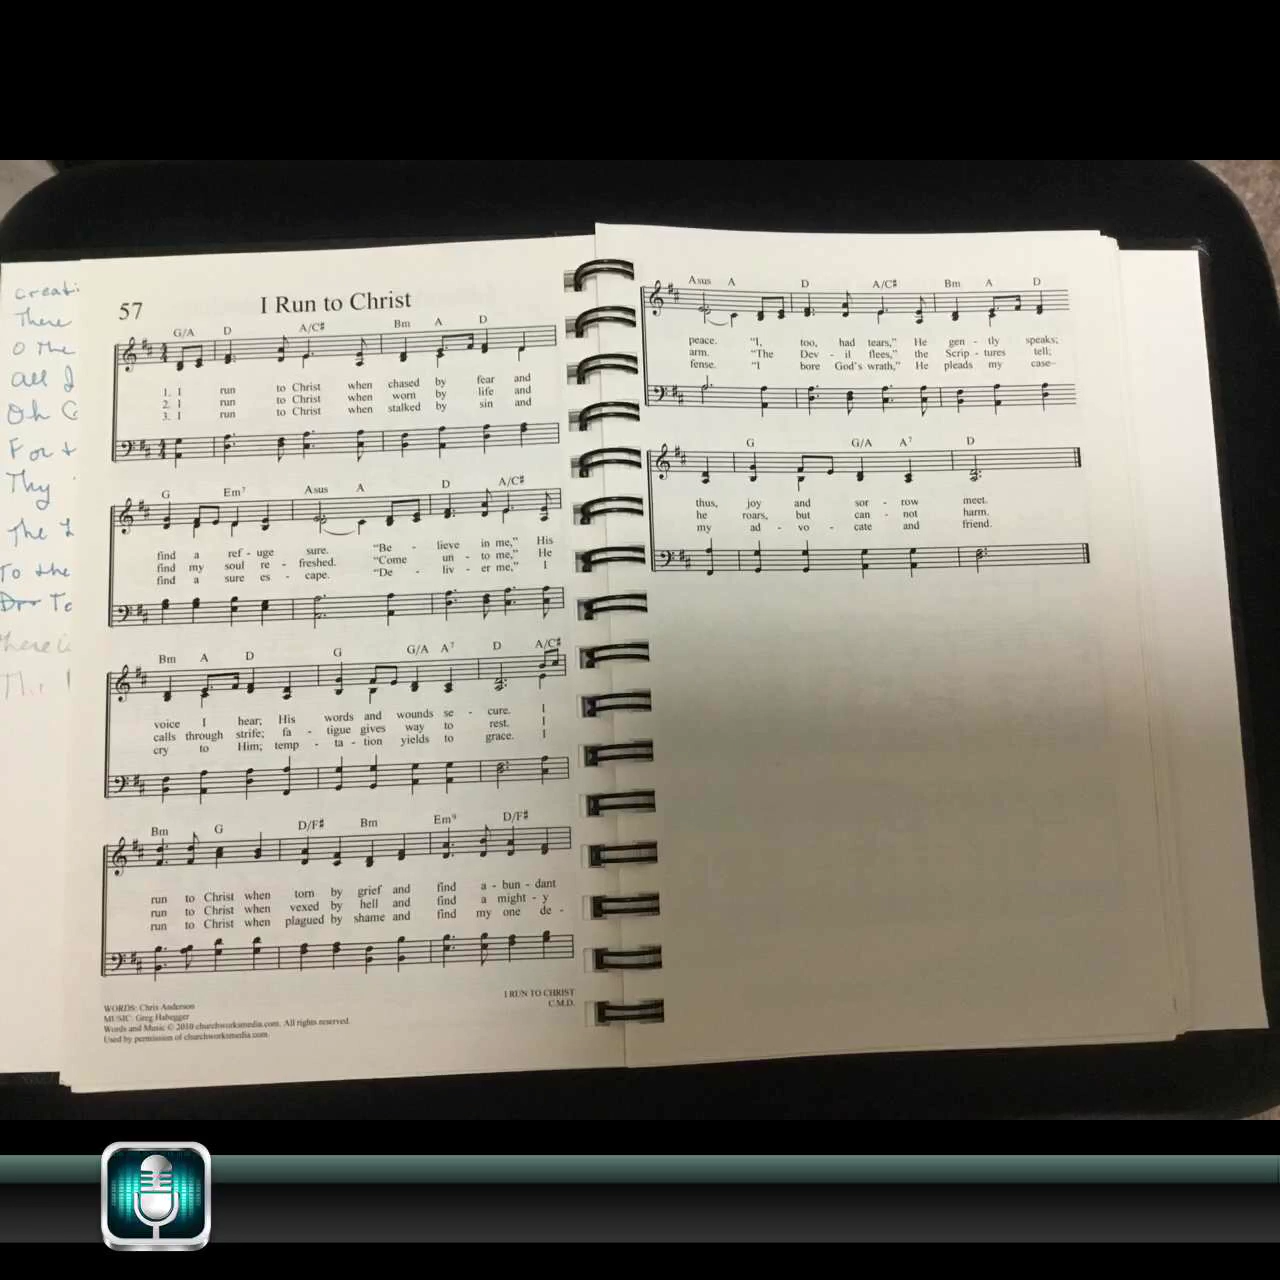 creati
There
O the
all
Oh
For
Thy
The
To the
To
There
The
57
I Run to Christ
G/A D A/C♯ Bm A D
1. I run to Christ when chased by fear and
2. I run to Christ when worn by life and
3. I run to Christ when stalked by sin and
G Em7 Asus A D A/C♯
find a ref - uge sure. “Be - lieve in me,” His
find my soul re - freshed. “Come un - to me,” He
find a sure es - cape. “De - liv - er me,” I
Bm A D G G/A A7 D A/C♯
voice I hear; His words and wounds se - cure. I
calls through strife; fa - tigue gives way to rest. I
cry to Him; temp - ta - tion yields to grace. I
Bm G D/F♯ Bm Em9 D/F♯
run to Christ when torn by grief and find a - bun - dant
run to Christ when vexed by hell and find a might - y
run to Christ when plagued by shame and find my one de -
WORDS: Chris Anderson
MUSIC: Greg Habegger
Words and Music © 2010 churchworksmedia.com. All rights reserved.
Used by permission of churchworksmedia.com.
I RUN TO CHRIST
C.M.D.
Asus A D A/C♯ Bm A D
peace. “I, too, had tears,” He gen - tly speaks;
arm. “The Dev - il flees,” the Scrip - tures tell;
fense. “I bore God’s wrath,” He pleads my case–
G G/A A7 D
thus, joy and sor - row meet.
he roars, but can - not harm.
my ad - vo - cate and friend.